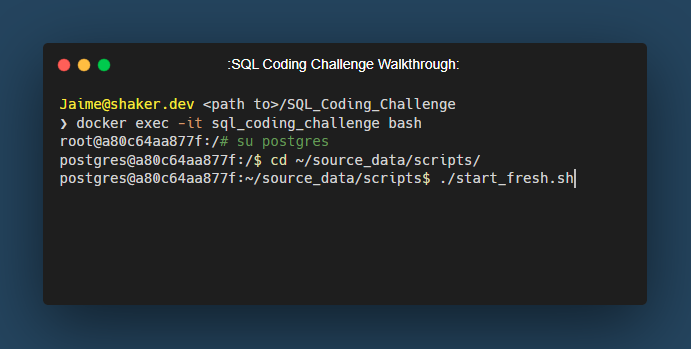 :SQL Coding Challenge Walkthrough:
Jaime@shaker.dev <path to>/SQL_Coding_Challenge
❯ docker exec -it sql_coding_challenge bash
root@a80c64aa877f:/# su postgres
postgres@a80c64aa877f:/$ cd ~/source_data/scripts/
postgres@a80c64aa877f:~/source_data/scripts$ ./start_fresh.sh